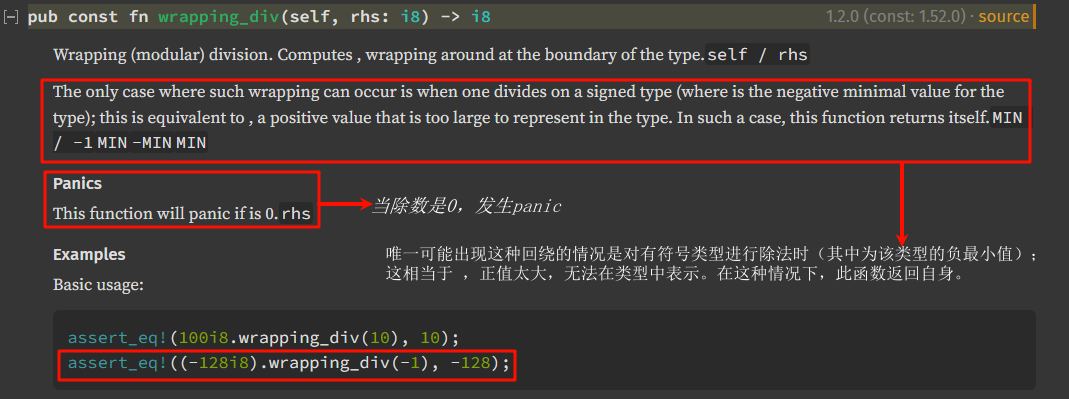 [-] pub const fn wrapping_div(self, rhs: i8) -> i8 1.2.0 (const: 1.52.0) · source
Wrapping (modular) division. Computes , wrapping around at the boundary of the type.self / rhs
The only case where such wrapping can occur is when one divides on a signed type (where is the negative minimal value for the
type); this is equivalent to , a positive value that is too large to represent in the type. In such a case, this function returns itself.MIN
/ -1 MIN -MIN MIN
Panics
This function will panic if is 0. rhs
当除数是0，发生panic
唯一可能出现这种回绕的情况是对有符号类型进行除法时（其中为该类型的负最小值）；
这相当于 ，正值太大，无法在类型中表示。在这种情况下，此函数返回自身。
Examples
Basic usage:
assert_eq!(100i8.wrapping_div(10), 10);
assert_eq!((-128i8).wrapping_div(-1), -128);